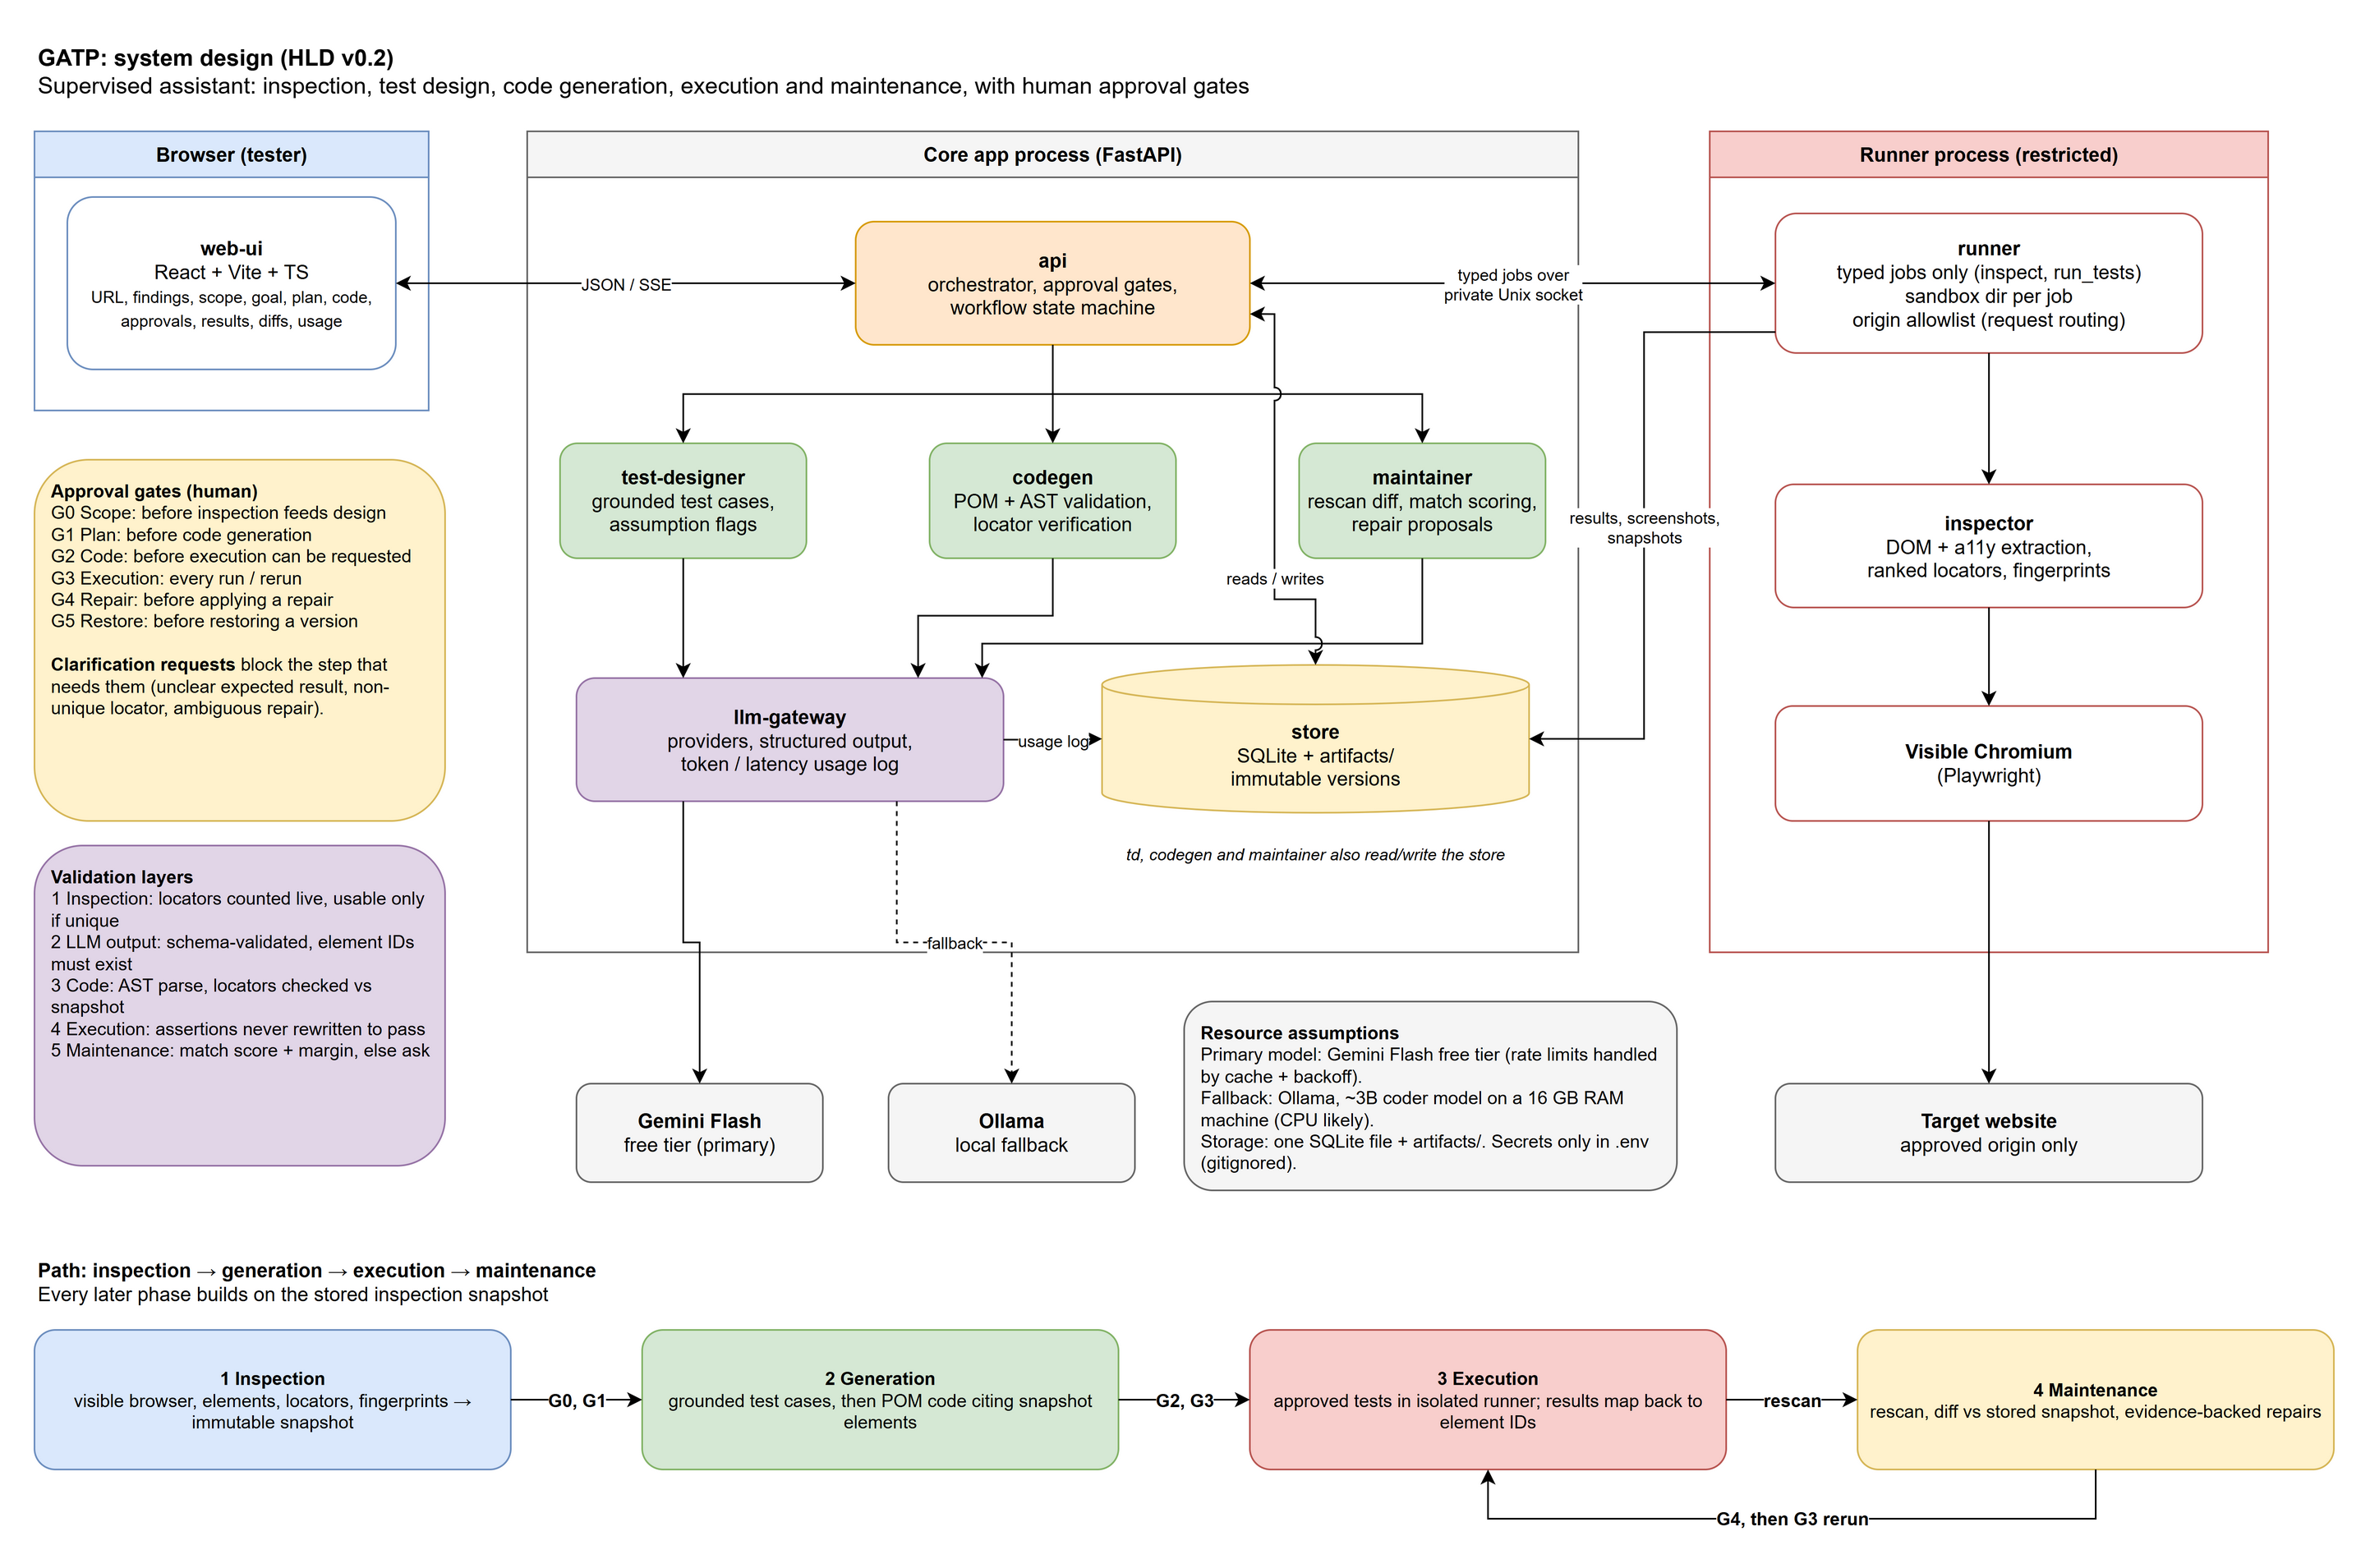 GATP: system design (HLD v0.2)
Supervised assistant: inspection, test design, code generation, execution and maintenance, with human approval gates
Browser (tester)
web-ui
React + Vite + TS
URL, findings, scope, goal, plan, code,
approvals, results, diffs, usage
JSON / SSE
Core app process (FastAPI)
api
orchestrator, approval gates,
workflow state machine
typed jobs over
private Unix socket
Runner process (restricted)
runner
typed jobs only (inspect, run_tests)
sandbox dir per job
origin allowlist (request routing)
Approval gates (human)
G0 Scope: before inspection feeds design
G1 Plan: before code generation
G2 Code: before execution can be requested
G3 Execution: every run / rerun
G4 Repair: before applying a repair
G5 Restore: before restoring a version
Clarification requests block the step that
needs them (unclear expected result, non-
unique locator, ambiguous repair).
test-designer
grounded test cases,
assumption flags
codegen
POM + AST validation,
locator verification
maintainer
rescan diff, match scoring,
repair proposals
reads / writes
results, screenshots,
snapshots
inspector
DOM + a11y extraction,
ranked locators, fingerprints
llm-gateway
providers, structured output,
token / latency usage log
usage log
store
SQLite + artifacts/
immutable versions
Visible Chromium
(Playwright)
td, codegen and maintainer also read/write the store
Validation layers
1 Inspection: locators counted live, usable only
if unique
2 LLM output: schema-validated, element IDs
must exist
3 Code: AST parse, locators checked vs
snapshot
4 Execution: assertions never rewritten to pass
5 Maintenance: match score + margin, else ask
fallback
Gemini Flash
free tier (primary)
Ollama
local fallback
Resource assumptions
Primary model: Gemini Flash free tier (rate limits handled
by cache + backoff).
Fallback: Ollama, ~3B coder model on a 16 GB RAM
machine (CPU likely).
Storage: one SQLite file + artifacts/. Secrets only in .env
(gitignored).
Target website
approved origin only
Path: inspection → generation → execution → maintenance
Every later phase builds on the stored inspection snapshot
1 Inspection
visible browser, elements, locators, fingerprints →
immutable snapshot
G0, G1
2 Generation
grounded test cases, then POM code citing snapshot
elements
G2, G3
3 Execution
approved tests in isolated runner; results map back to
element IDs
rescan
4 Maintenance
rescan, diff vs stored snapshot, evidence-backed repairs
G4, then G3 rerun